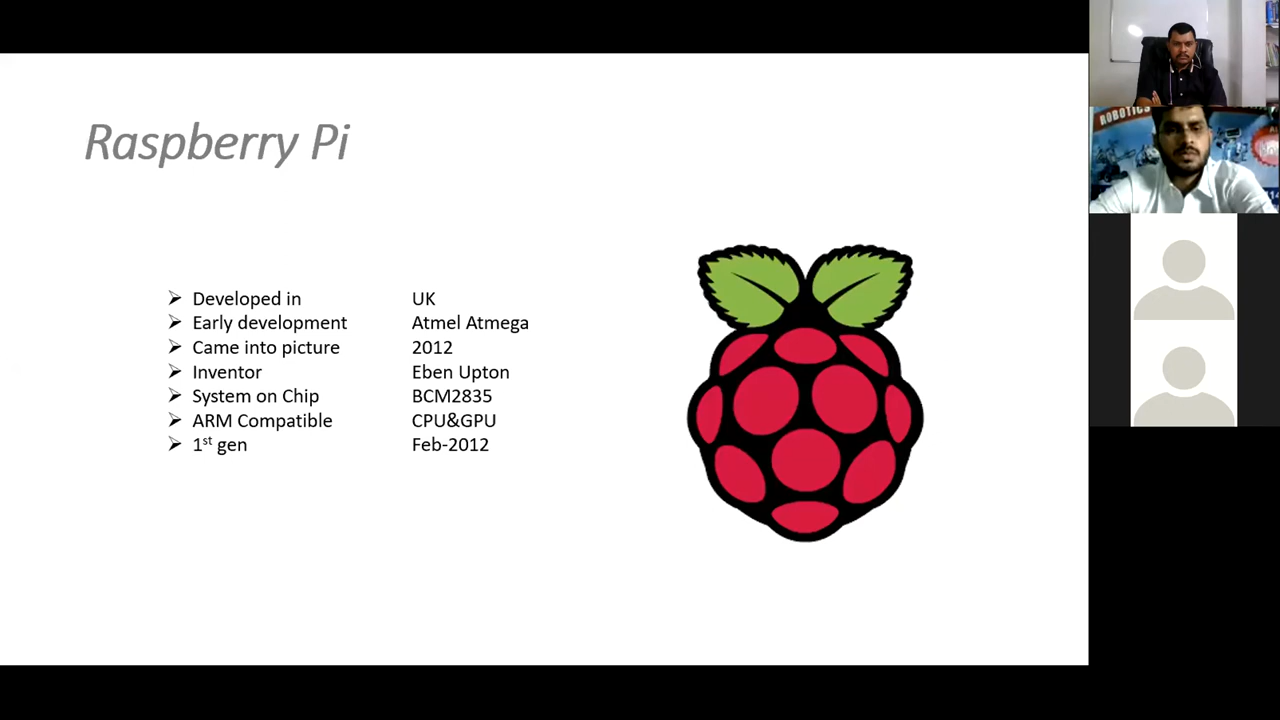 Raspberry Pi
➢ Developed in UK
➢ Early development Atmel Atmega
➢ Came into picture 2012
➢ Inventor Eben Upton
➢ System on Chip BCM2835
➢ ARM Compatible CPU&GPU
➢ 1st gen Feb-2012
ROBOTICS